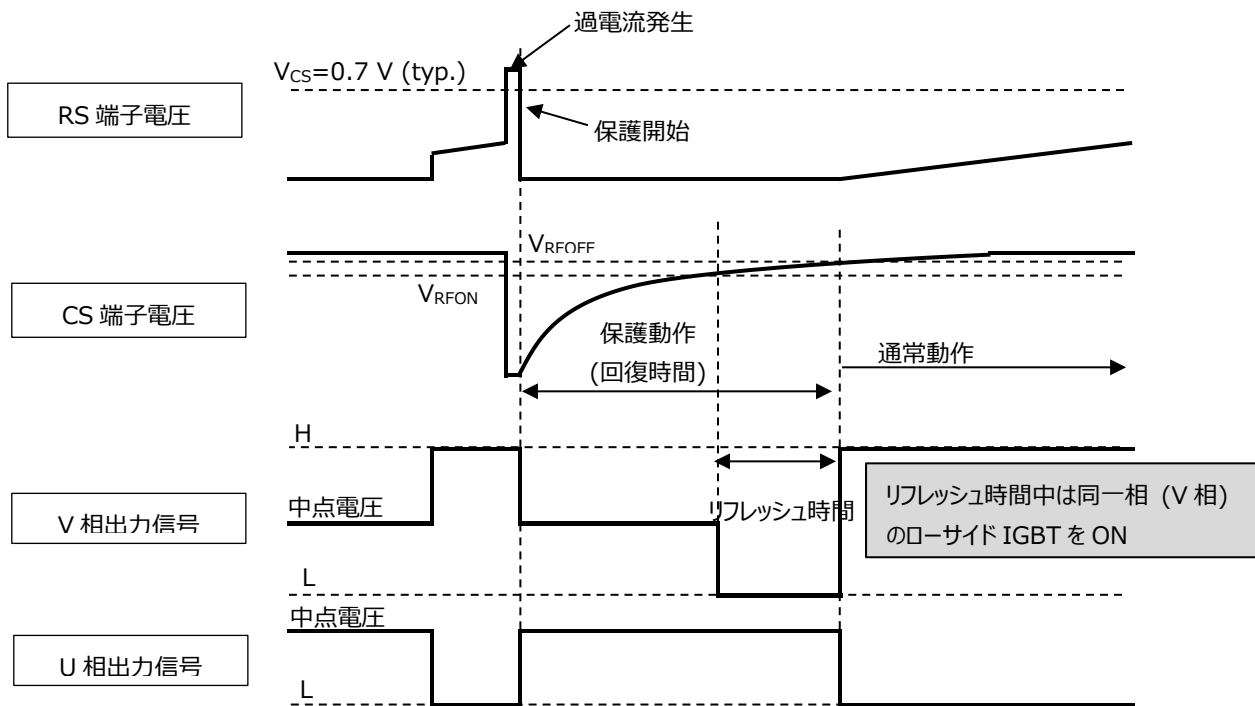 過電流発生
VCS=0.7 V (typ.)
RS 端子電圧
保護開始
VRFOFF
VRFON
CS 端子電圧
保護動作
(回復時間)
通常動作
H
V 相出力信号
中点電圧
リフレッシュ時間
リフレッシュ時間中は同一相 (V 相)
のローサイド IGBT を ON
L
中点電圧
U 相出力信号
L